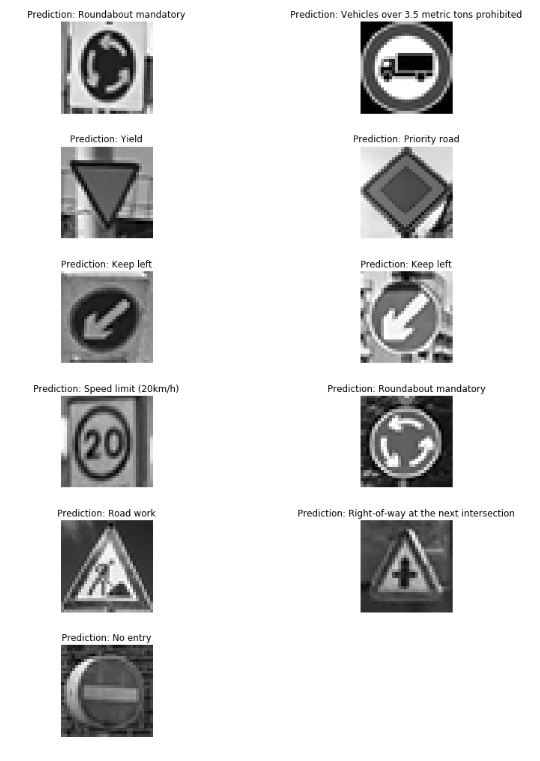 Prediction: Roundabout mandatory
Prediction: Vehicles over 3.5 metric tons prohibited
Prediction: Yield
Prediction: Priority road
Prediction: Keep left
Prediction: Keep left
Prediction: Speed limit (20km/h)
20
Prediction: Roundabout mandatory
Prediction: Road work
Prediction: Right-of-way at the next intersection
Prediction: No entry